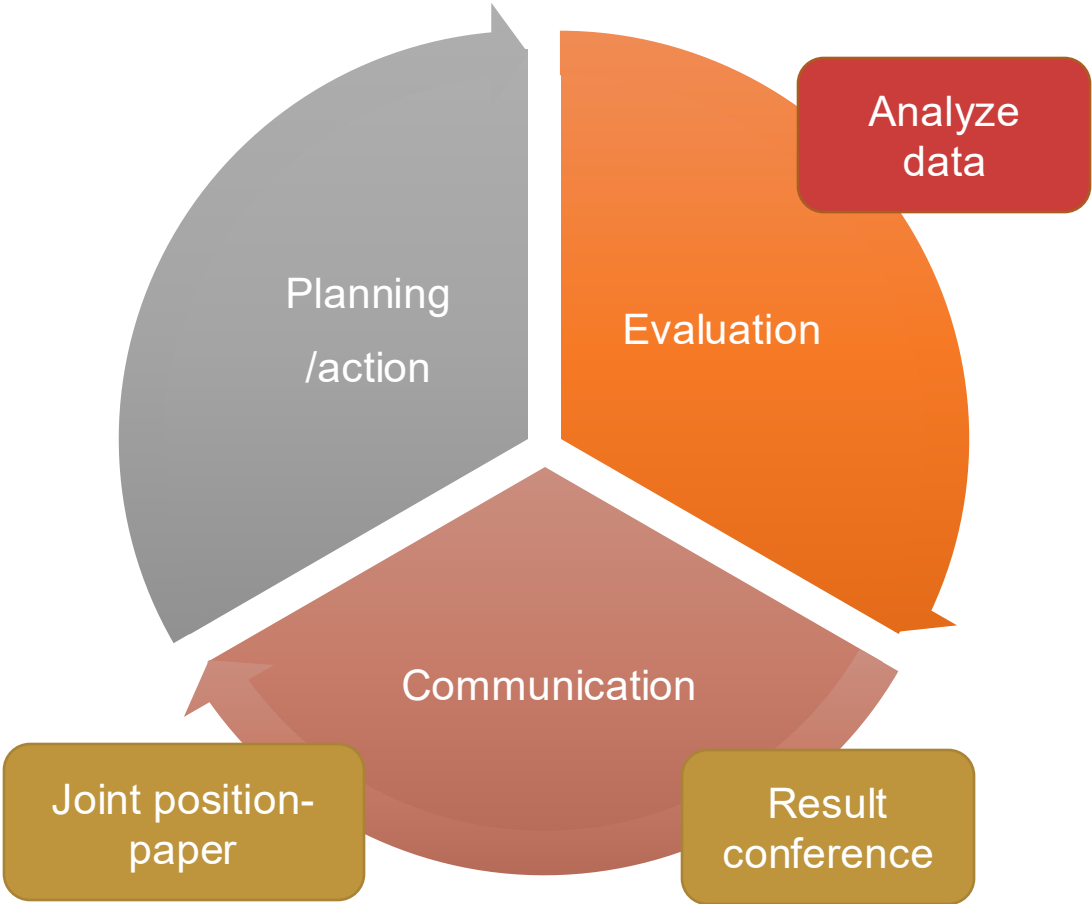 Analyze
data
Planning
/action
Evaluation
Communication
Joint position-
paper
Result
conference